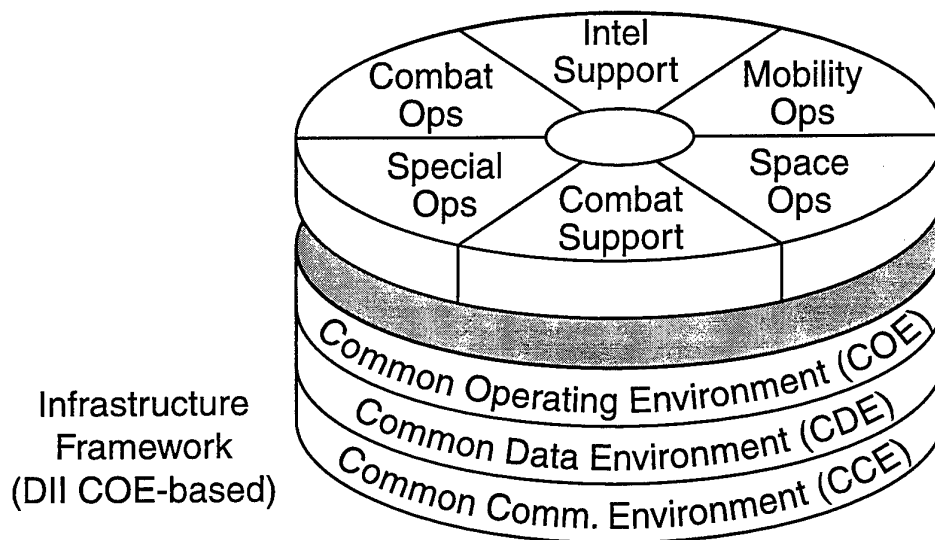 Intel
Support
Combat
Ops
Mobility
Ops
Special
Ops
Combat
Support
Space
Ops
Common Operating Environment (COE)
Common Data Environment (CDE)
Common Comm. Environment (CCE)
Infrastructure
Framework
(DII COE-based)